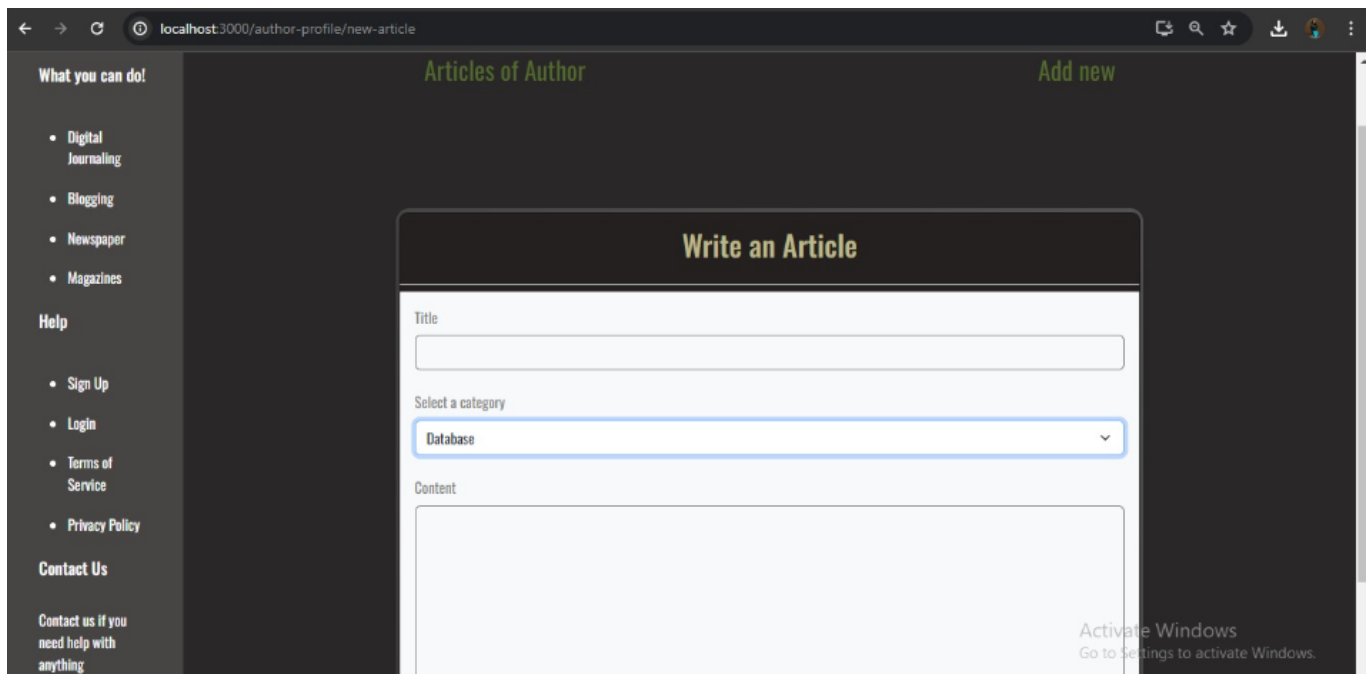 localhost:3000/author-profile/new-article
What you can do!
Digital
Journaling
Blogging
Newspaper
Magazines
Help
Sign Up
Login
Terms of
Service
Privacy Policy
Contact Us
Contact us if you
need help with
anything
Articles of Author
Add new
Write an Article
Title
Select a category
Database
Content
Activate Windows
Go to Settings to activate Windows.